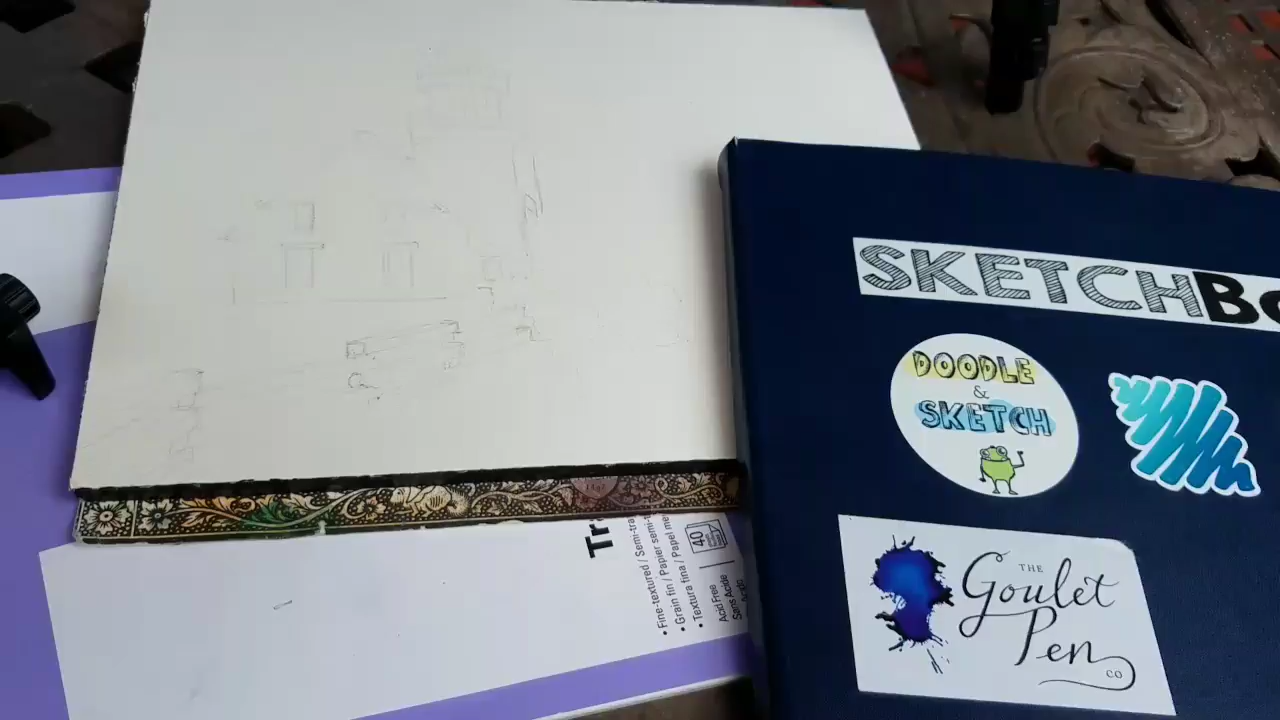 SKETCHBo
DOODLE
&
SKETCH
THE
Goulet
Pen
CO
Tr
• Fine-textured / Semi-tra
• Grain fin / Papier semi-t
• Textura fina / Papel me
40
Acid Free
Sans Acide